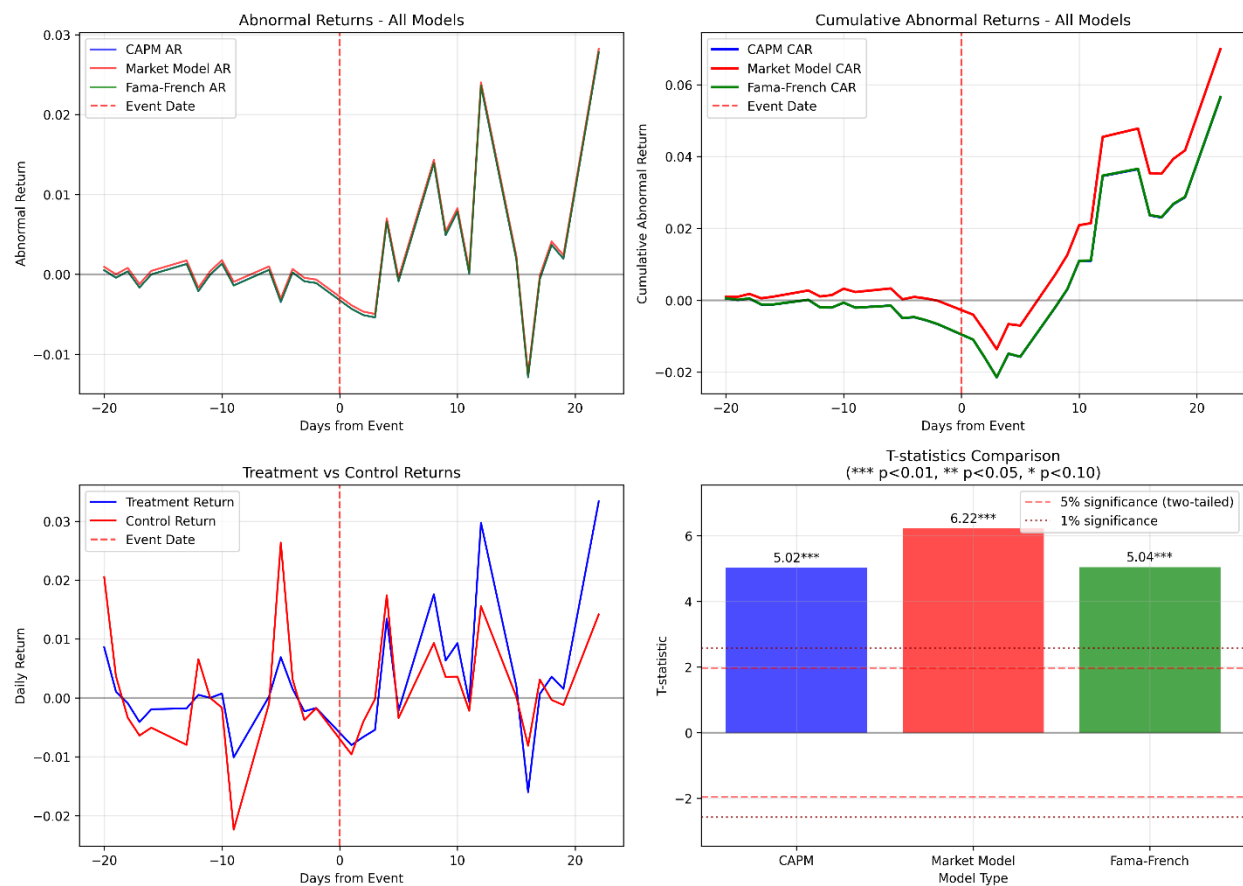 Abnormal Returns - All Models
CAPM AR
Market Model AR
Fama-French AR
Event Date
0.03
0.02
0.01
0.00
−0.01
Abnormal Return
−20
−10
0
10
20
Days from Event
Cumulative Abnormal Returns - All Models
CAPM CAR
Market Model CAR
Fama-French CAR
Event Date
0.06
0.04
0.02
0.00
−0.02
Cumulative Abnormal Return
−20
−10
0
10
20
Days from Event
Treatment vs Control Returns
Treatment Return
Control Return
Event Date
0.03
0.02
0.01
0.00
−0.01
−0.02
Daily Return
−20
−10
0
10
20
Days from Event
T-statistics Comparison
(*** p<0.01, ** p<0.05, * p<0.10)
5% significance (two-tailed)
1% significance
5.02***
6.22***
5.04***
6
4
2
0
−2
T-statistic
CAPM
Market Model
Fama-French
Model Type